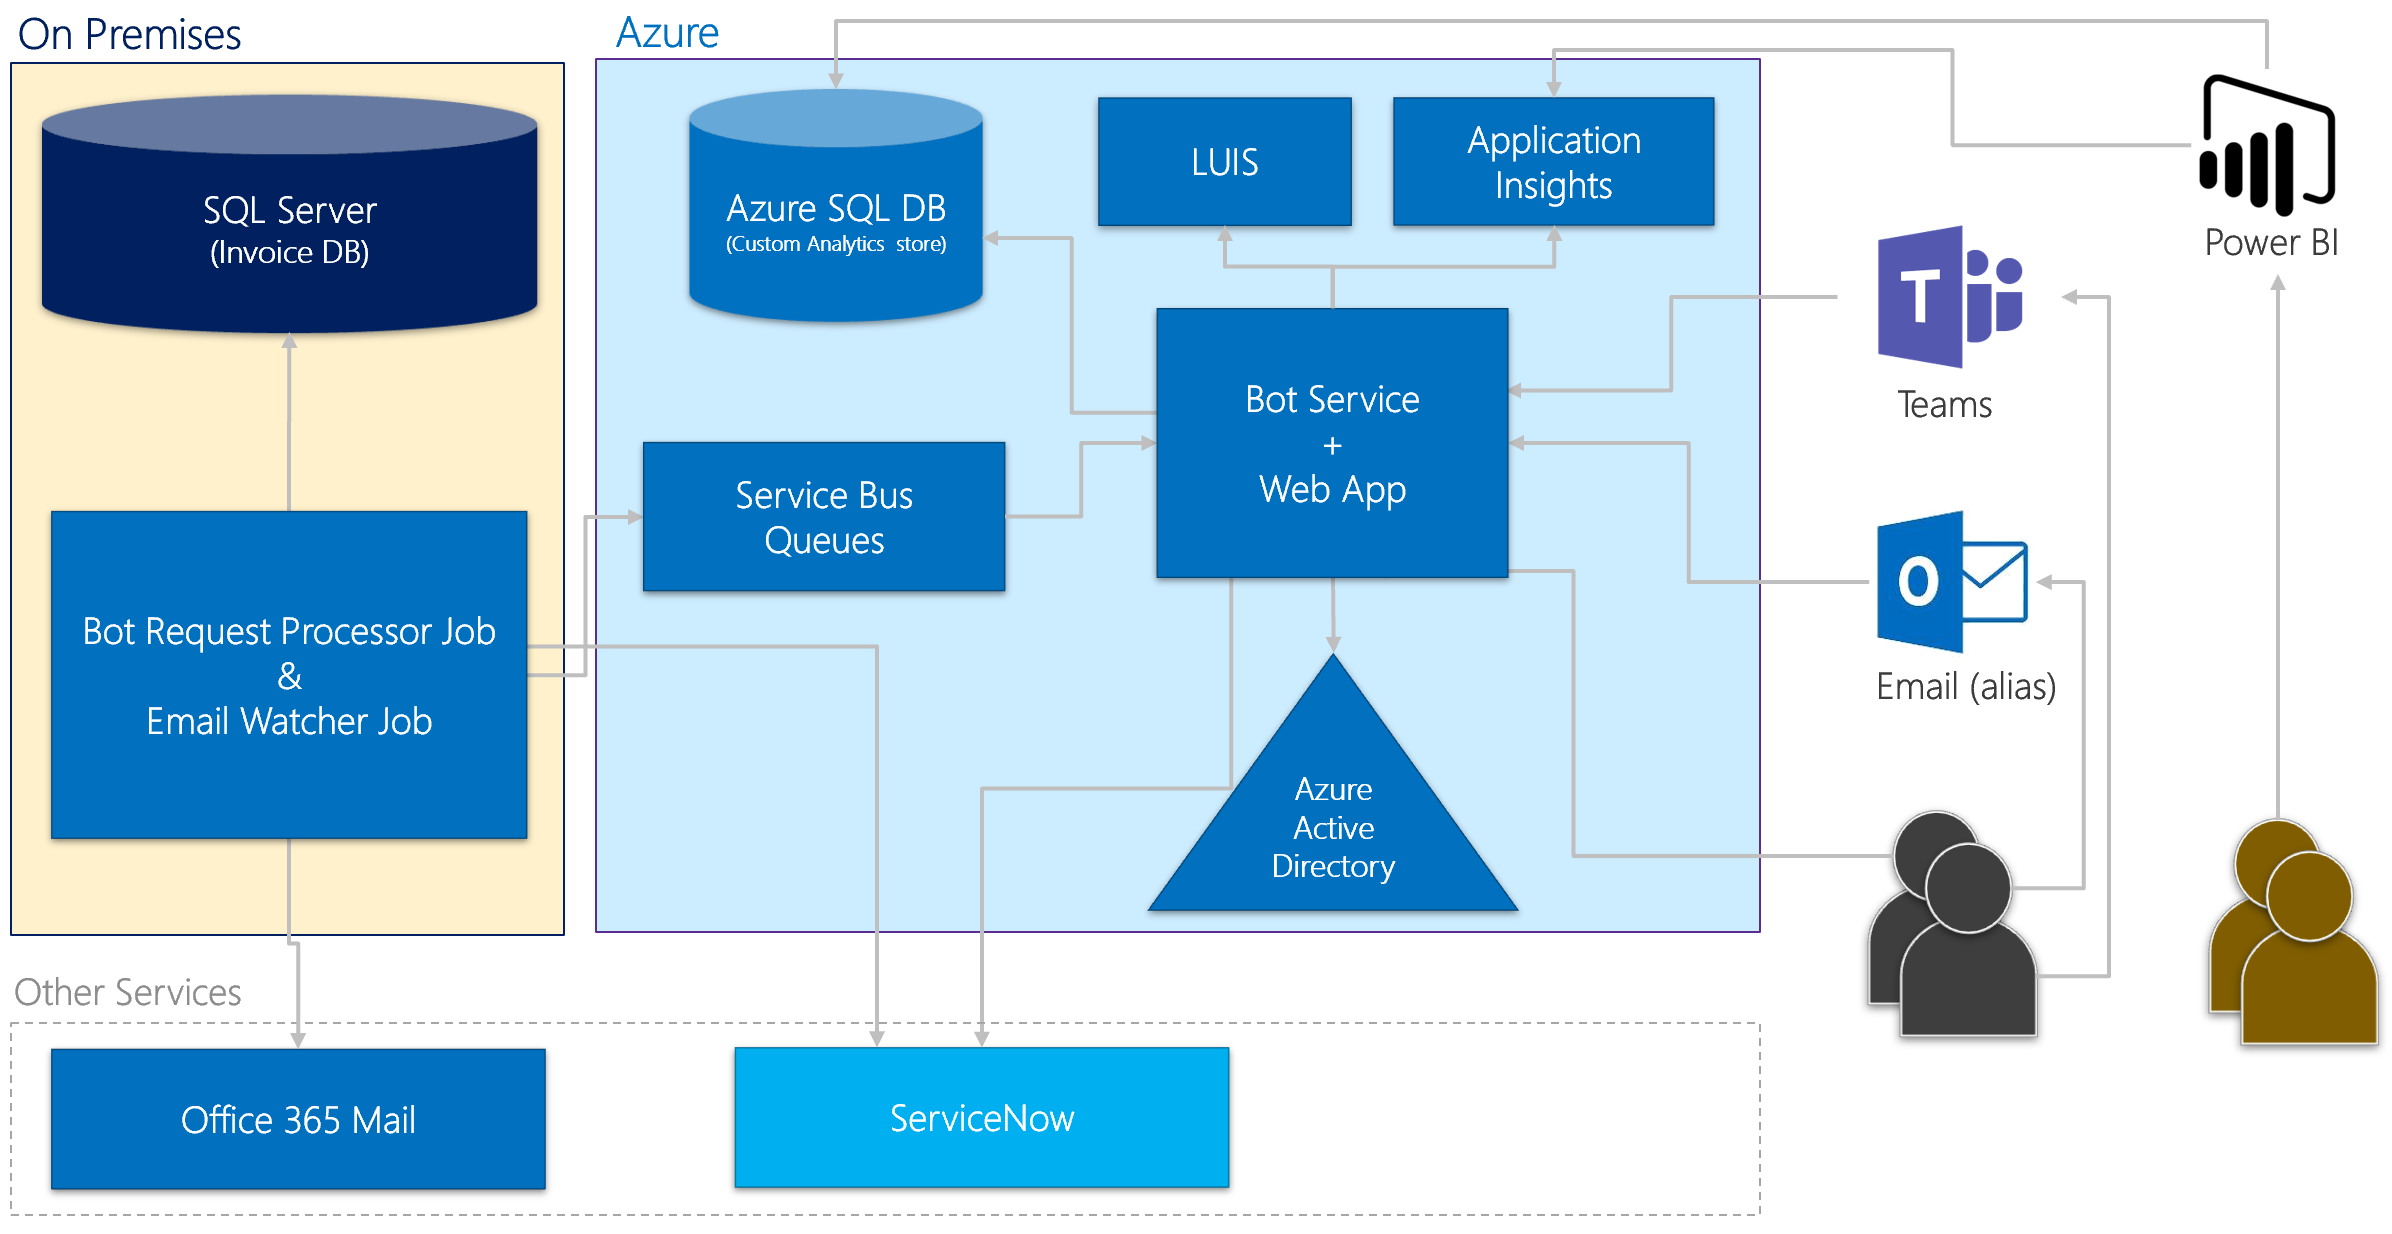 On Premises
SQL Server
(Invoice DB)
Bot Request Processor Job
&
Email Watcher Job
Azure
Azure SQL DB
(Custom Analytics store)
LUIS
Application
Insights
Service Bus
Queues
Bot Service
+
Web App
Azure
Active
Directory
Power BI
T
Teams
O
Email (alias)
Other Services
Office 365 Mail
ServiceNow